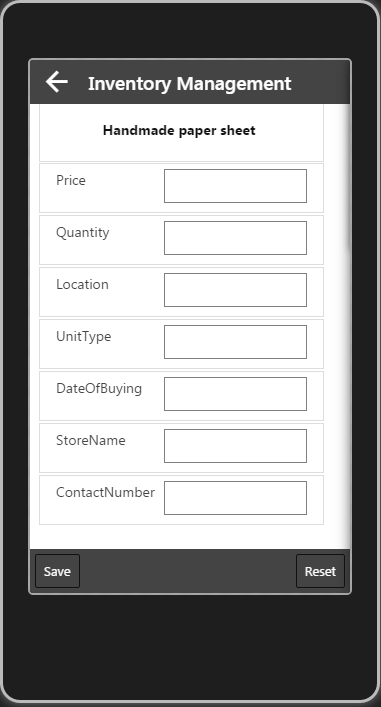 Inventory Management
Handmade paper sheet
Price
Quantity
Location
UnitType
DateOfBuying
StoreName
ContactNumber
Save Reset